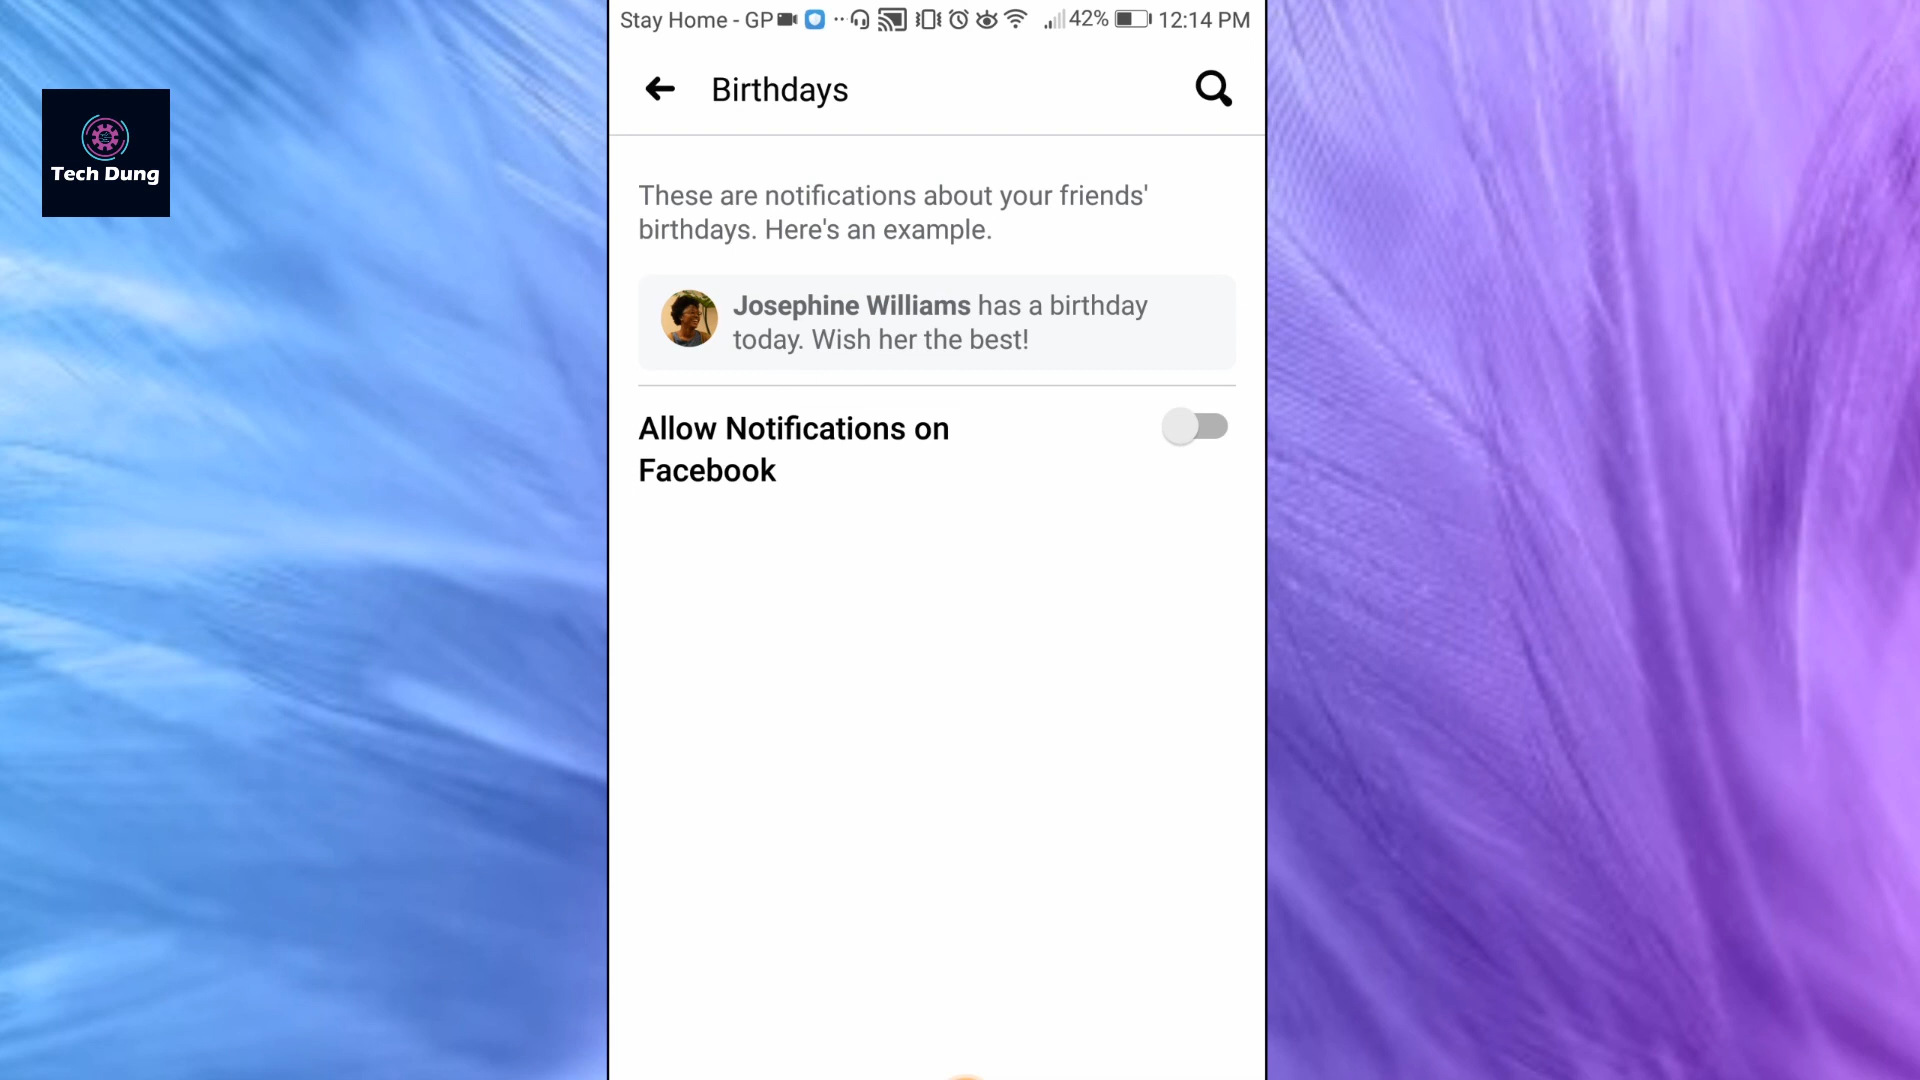 Stay Home - GP 42% 12:14 PM
Tech Dung
Birthdays
These are notifications about your friends'
birthdays. Here's an example.
Josephine Williams has a birthday
today. Wish her the best!
Allow Notifications on
Facebook